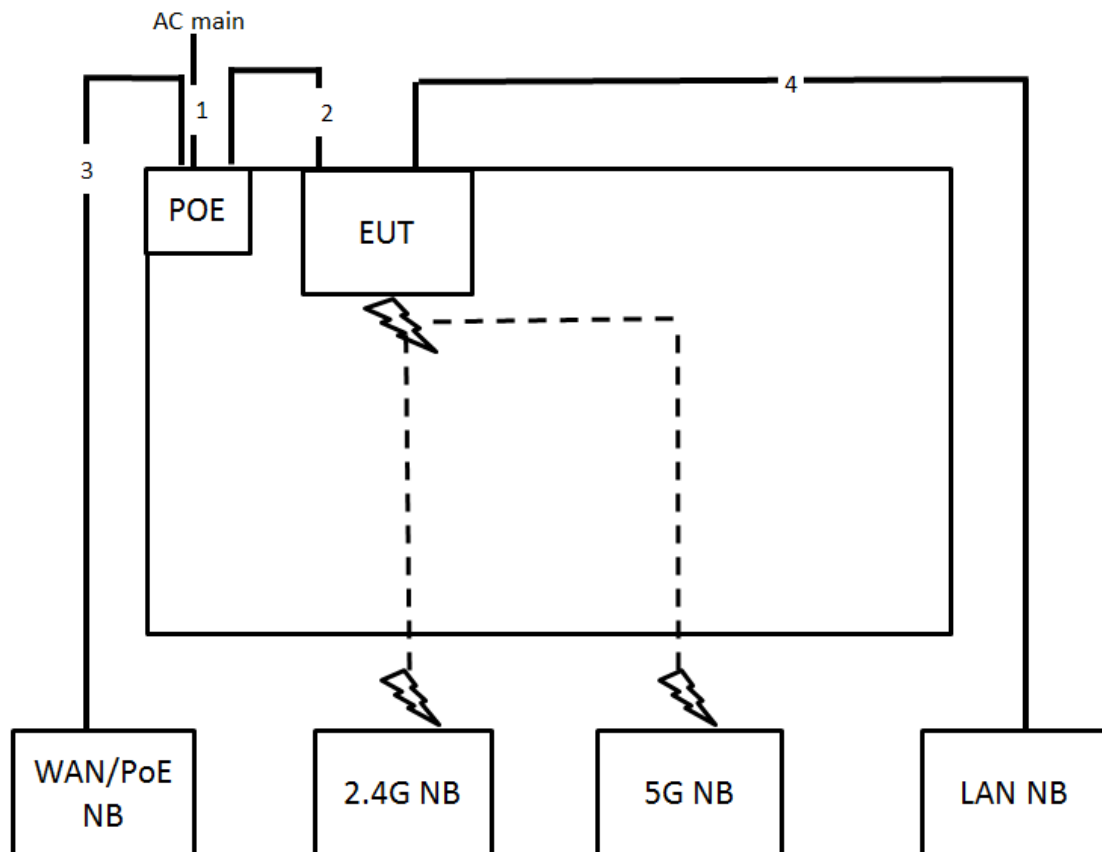 AC main
1
2
4
3
POE
EUT
WAN/PoE
NB
2.4G NB
5G NB
LAN NB